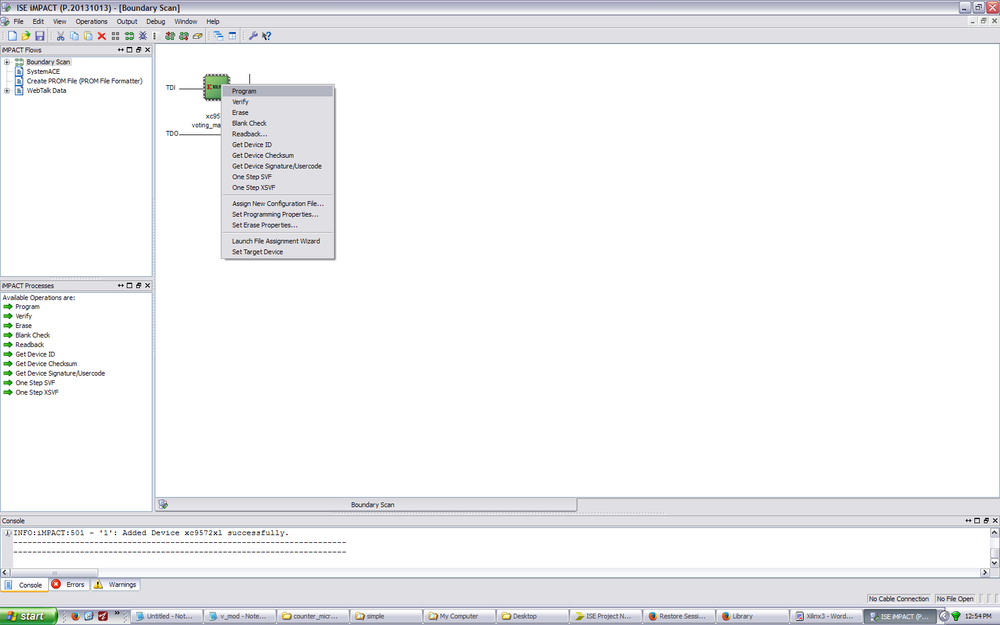 ISE iMPACT (P.20131013) - [Boundary Scan]
File Edit View Operations Output Debug Window Help
iMPACT Flows
Boundary Scan
SystemACE
Create PROM File (PROM File Formatter)
WebTalk Data
TDI
xc95
voting_ma
TDO
Program
Verify
Erase
Blank Check
Readback...
Get Device ID
Get Device Checksum
Get Device Signature/Usercode
One Step SVF
One Step XSVF
Assign New Configuration File...
Set Programming Properties...
Set Erase Properties...
Launch File Assignment Wizard
Set Target Device
iMPACT Processes
Available Operations are:
Program
Verify
Erase
Blank Check
Readback
Get Device ID
Get Device Checksum
Get Device Signature/Usercode
One Step SVF
One Step XSVF
Boundary Scan
Console
INFO:iMPACT:501 - '1': Added Device xc9572xl successfully.
----------------------------------------------------------------------
----------------------------------------------------------------------
Console Errors Warnings
No Cable Connection No File Open
start Untitled - Not... v_mod - Note... counter_micr... simple My Computer Desktop ISE Project N... Restore Sessi... Library Xilinx3 - Word... ISE iMPACT (P... 12:54 PM